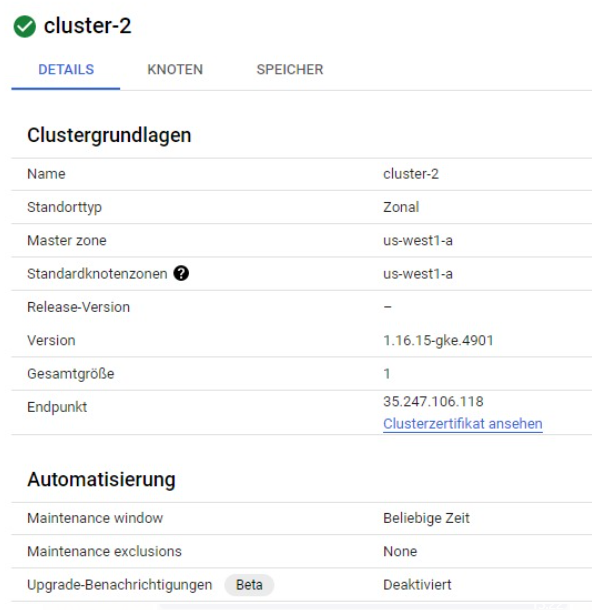 cluster-2
DETAILS KNOTEN SPEICHER
Clustergrundlagen
Name cluster-2
Standorttyp Zonal
Master zone us-west1-a
Standardknotenzonen ? us-west1-a
Release-Version –
Version 1.16.15-gke.4901
Gesamtgröße 1
Endpunkt 35.247.106.118
Clusterzertifikat ansehen
Automatisierung
Maintenance window Beliebige Zeit
Maintenance exclusions None
Upgrade-Benachrichtigungen Beta Deaktiviert